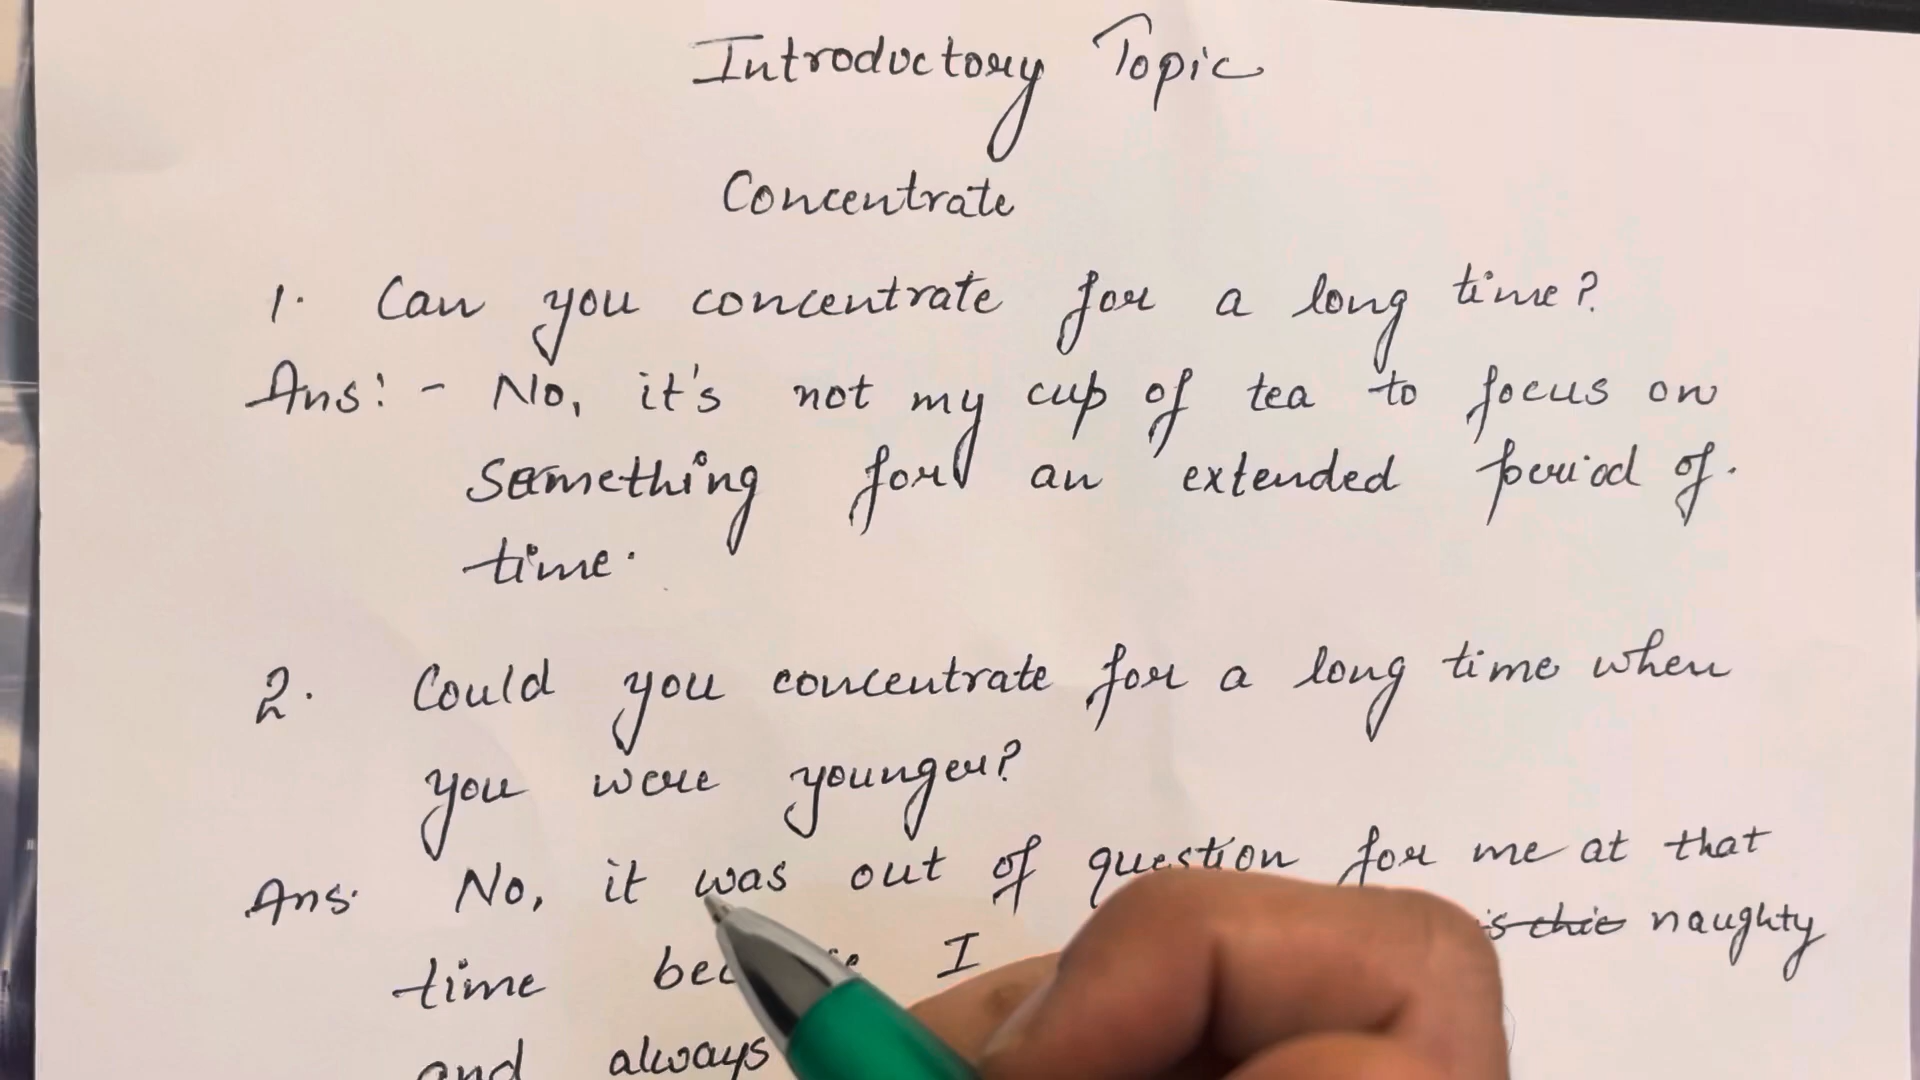 Introductory Topic
Concentrate
1. Can you concentrate for a long time?
Ans:- No, it's not my cup of tea to focus on
something for an extended period of.
time.
2. Could you concentrate for a long time when
you were younger?
Ans. No, it was out of question for me at that
time I naughty
and always